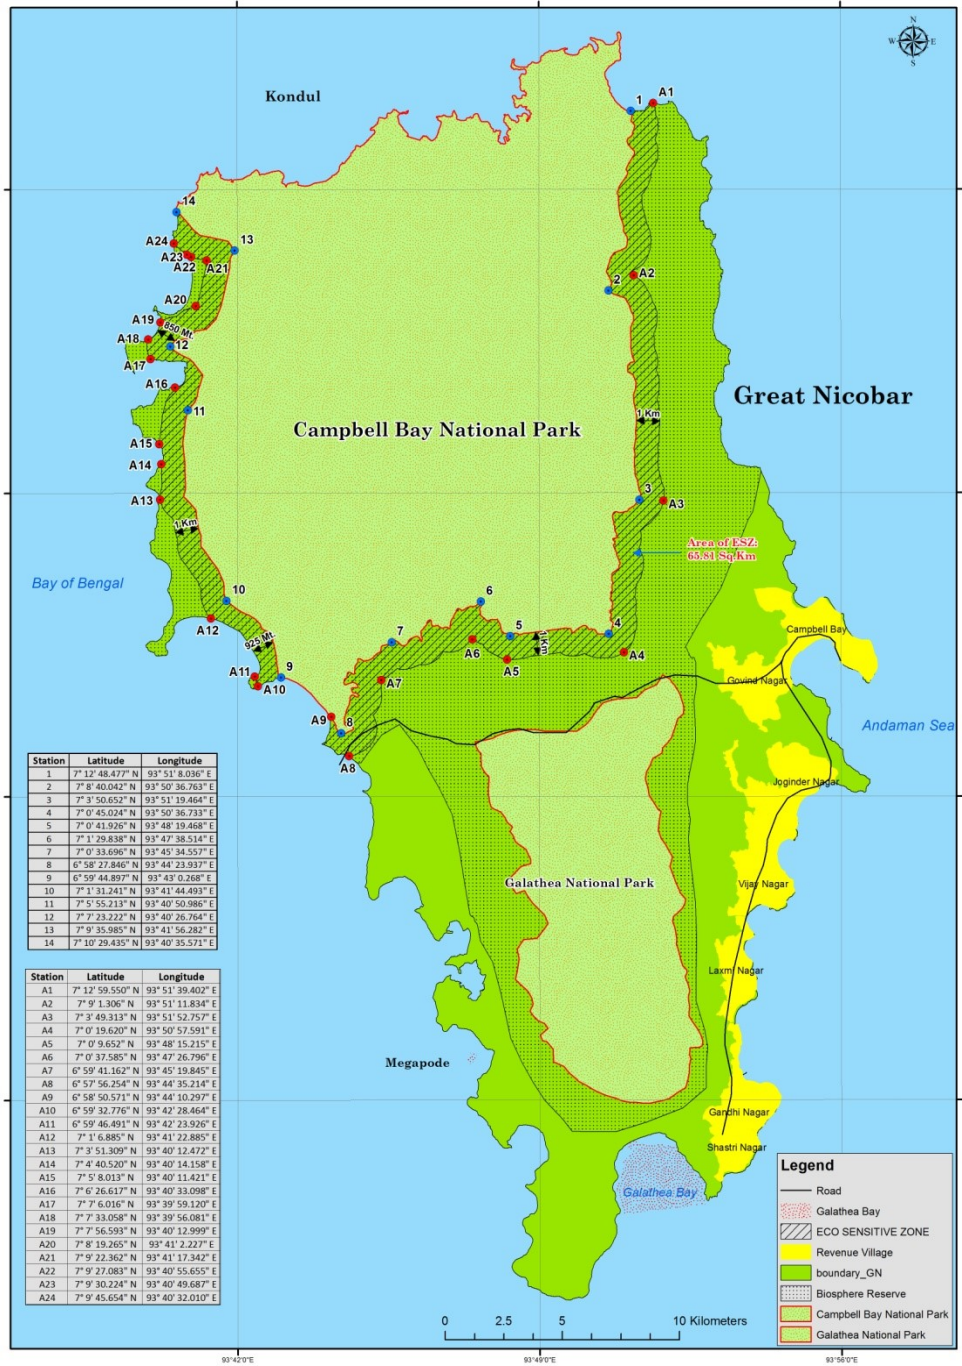 N
W E
S
Kondul
1
A1
14
13
A24
A23
A22
A21
A2
2
A20
A19
850 Mt.
A18
12
A17
A16
11
1 Km
Great Nicobar
Campbell Bay National Park
A15
A14
A13
3
A3
1 Km
Area of ESZ:
65.81 Sq.Km
Bay of Bengal
10
6
A12
925 Mt.
7
5
4
1 Km
A6
A5
A4
Campbell Bay
A11
A10
9
A7
Govind Nagar
A9
8
A8
Andaman Sea
Joginder Nagar
Station Latitude Longitude
1 7° 12' 48.477" N 93° 51' 8.036" E
2 7° 8' 40.042" N 93° 50' 36.763" E
3 7° 3' 50.652" N 93° 51' 19.464" E
4 7° 0' 45.024" N 93° 50' 36.733" E
5 7° 0' 41.926" N 93° 48' 19.468" E
6 7° 1' 29.838" N 93° 47' 38.514" E
7 7° 0' 33.696" N 93° 45' 34.557" E
8 6° 58' 27.846" N 93° 44' 23.937" E
9 6° 59' 44.897" N 93° 43' 0.268" E
10 7° 1' 31.241" N 93° 41' 44.493" E
11 7° 5' 55.213" N 93° 40' 50.986" E
12 7° 7' 23.222" N 93° 40' 26.764" E
13 7° 9' 35.985" N 93° 41' 56.282" E
14 7° 10' 29.435" N 93° 40' 35.571" E
Galathea National Park
Vijay Nagar
Laxmi Nagar
Station Latitude Longitude
A1 7° 12' 59.550" N 93° 51' 39.402" E
A2 7° 9' 1.306" N 93° 51' 11.834" E
A3 7° 3' 49.313" N 93° 51' 52.757" E
A4 7° 0' 19.620" N 93° 50' 57.591" E
A5 7° 0' 9.652" N 93° 48' 15.215" E
A6 7° 0' 37.585" N 93° 47' 26.796" E
A7 6° 59' 41.162" N 93° 45' 19.845" E
A8 6° 57' 56.254" N 93° 44' 35.214" E
A9 6° 58' 50.571" N 93° 44' 10.297" E
A10 6° 59' 32.776" N 93° 42' 28.464" E
A11 6° 59' 46.491" N 93° 42' 23.926" E
A12 7° 1' 6.885" N 93° 41' 22.885" E
A13 7° 3' 51.309" N 93° 40' 12.472" E
A14 7° 4' 40.520" N 93° 40' 14.158" E
A15 7° 5' 8.013" N 93° 40' 11.421" E
A16 7° 6' 26.617" N 93° 40' 33.098" E
A17 7° 7' 6.016" N 93° 39' 59.120" E
A18 7° 7' 33.058" N 93° 39' 56.081" E
A19 7° 7' 56.593" N 93° 40' 12.999" E
A20 7° 8' 19.265" N 93° 41' 2.227" E
A21 7° 9' 22.362" N 93° 41' 17.342" E
A22 7° 9' 27.083" N 93° 40' 55.655" E
A23 7° 9' 30.224" N 93° 40' 49.687" E
A24 7° 9' 45.654" N 93° 40' 32.010" E
Megapode
Gandhi Nagar
Shastri Nagar
Galathea Bay
Legend
Road
Galathea Bay
ECO SENSITIVE ZONE
Revenue Village
boundary_GN
Biosphere Reserve
Campbell Bay National Park
Galathea National Park
0 2.5 5 10 Kilometers
93°42'0"E 93°49'0"E 93°56'0"E